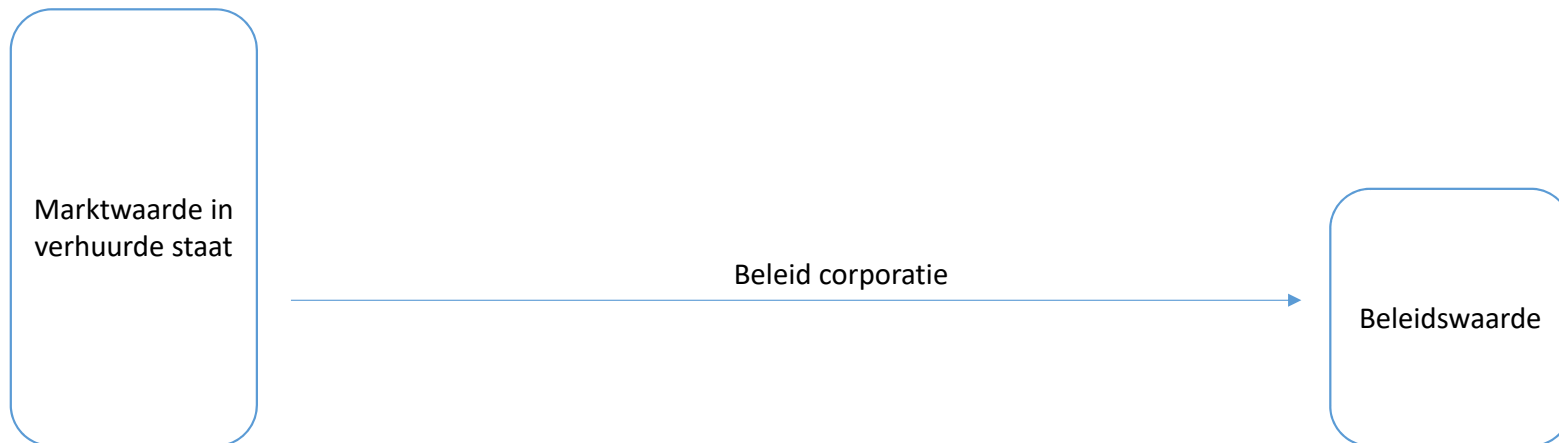 Marktwaarde in
verhuurde staat
Beleid corporatie
Beleidswaarde